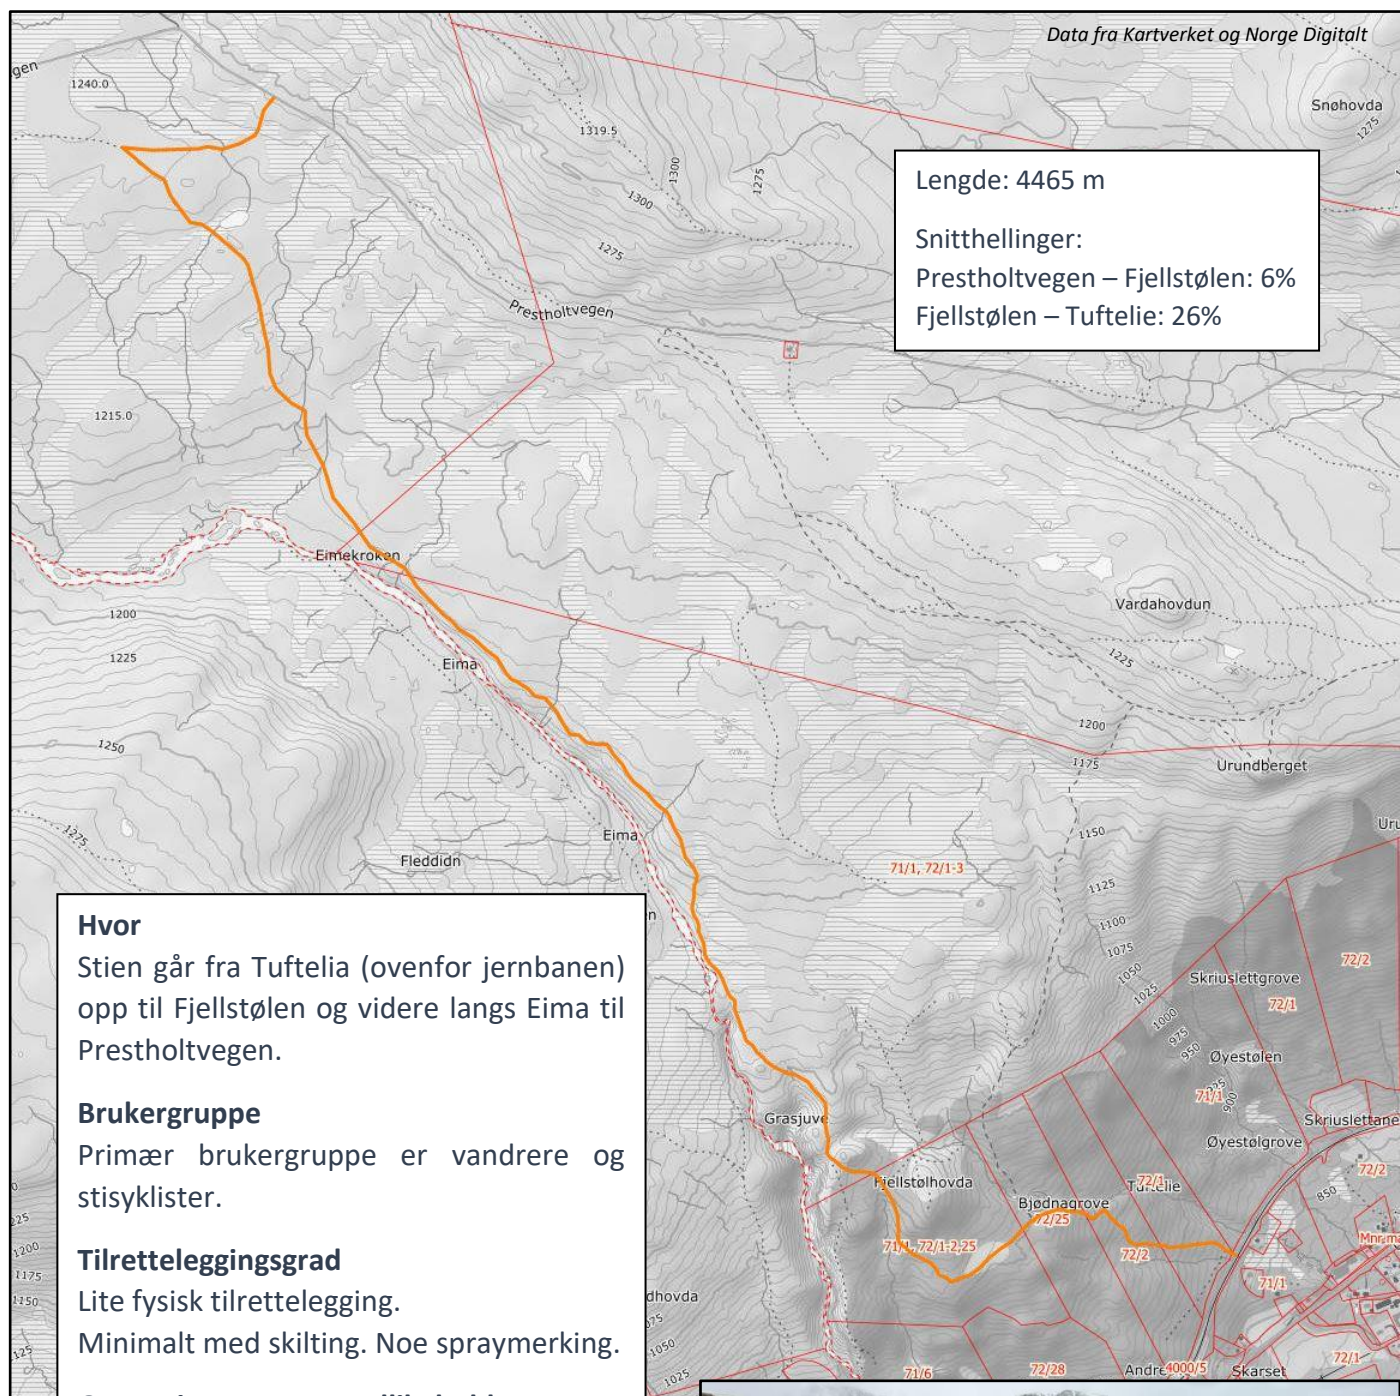 Data fra Kartverket og Norge Digitalt
gen
1240.0
Snøhovda
1275
1319.5
1300
1275
1300
1275
Lengde: 4465 m
Snitthellinger:
Prestholtvegen – Fjellstølen: 6%
Fjellstølen – Tuftelie: 26%
Prestholtvegen
1215.0
Eimekroken
1200
1225
Eima
Vardahovdun
1225
1200
1175
Urundberget
1250
1275
Eima
Fleddidn
1150
71/1, 72/1-3
1125
1100
1075
1050
1025
1000
975
950
900
Skriuslettgrove
72/2
72/1
Øyestølen
71/1
Skriuslettane
Øyestølgrove
72/2
850
Hvor
Stien går fra Tuftelia (ovenfor jernbanen)
opp til Fjellstølen og videre langs Eima til
Prestholtvegen.
Brukergruppe
Primær brukergruppe er vandrere og
stisyklister.
Tilretteleggingsgrad
Lite fysisk tilrettelegging.
Minimalt med skilting. Noe spraymerking.
Grasjuve
Fjellstølhovda
Bjødnagrove
72/25
Tuftelie
72/1
71/1, 72/1-2,25
72/2
71/1
dhovda
1050
1025
1200
1175
1150
71/6
72/28
4000/5
Skarset
72/1